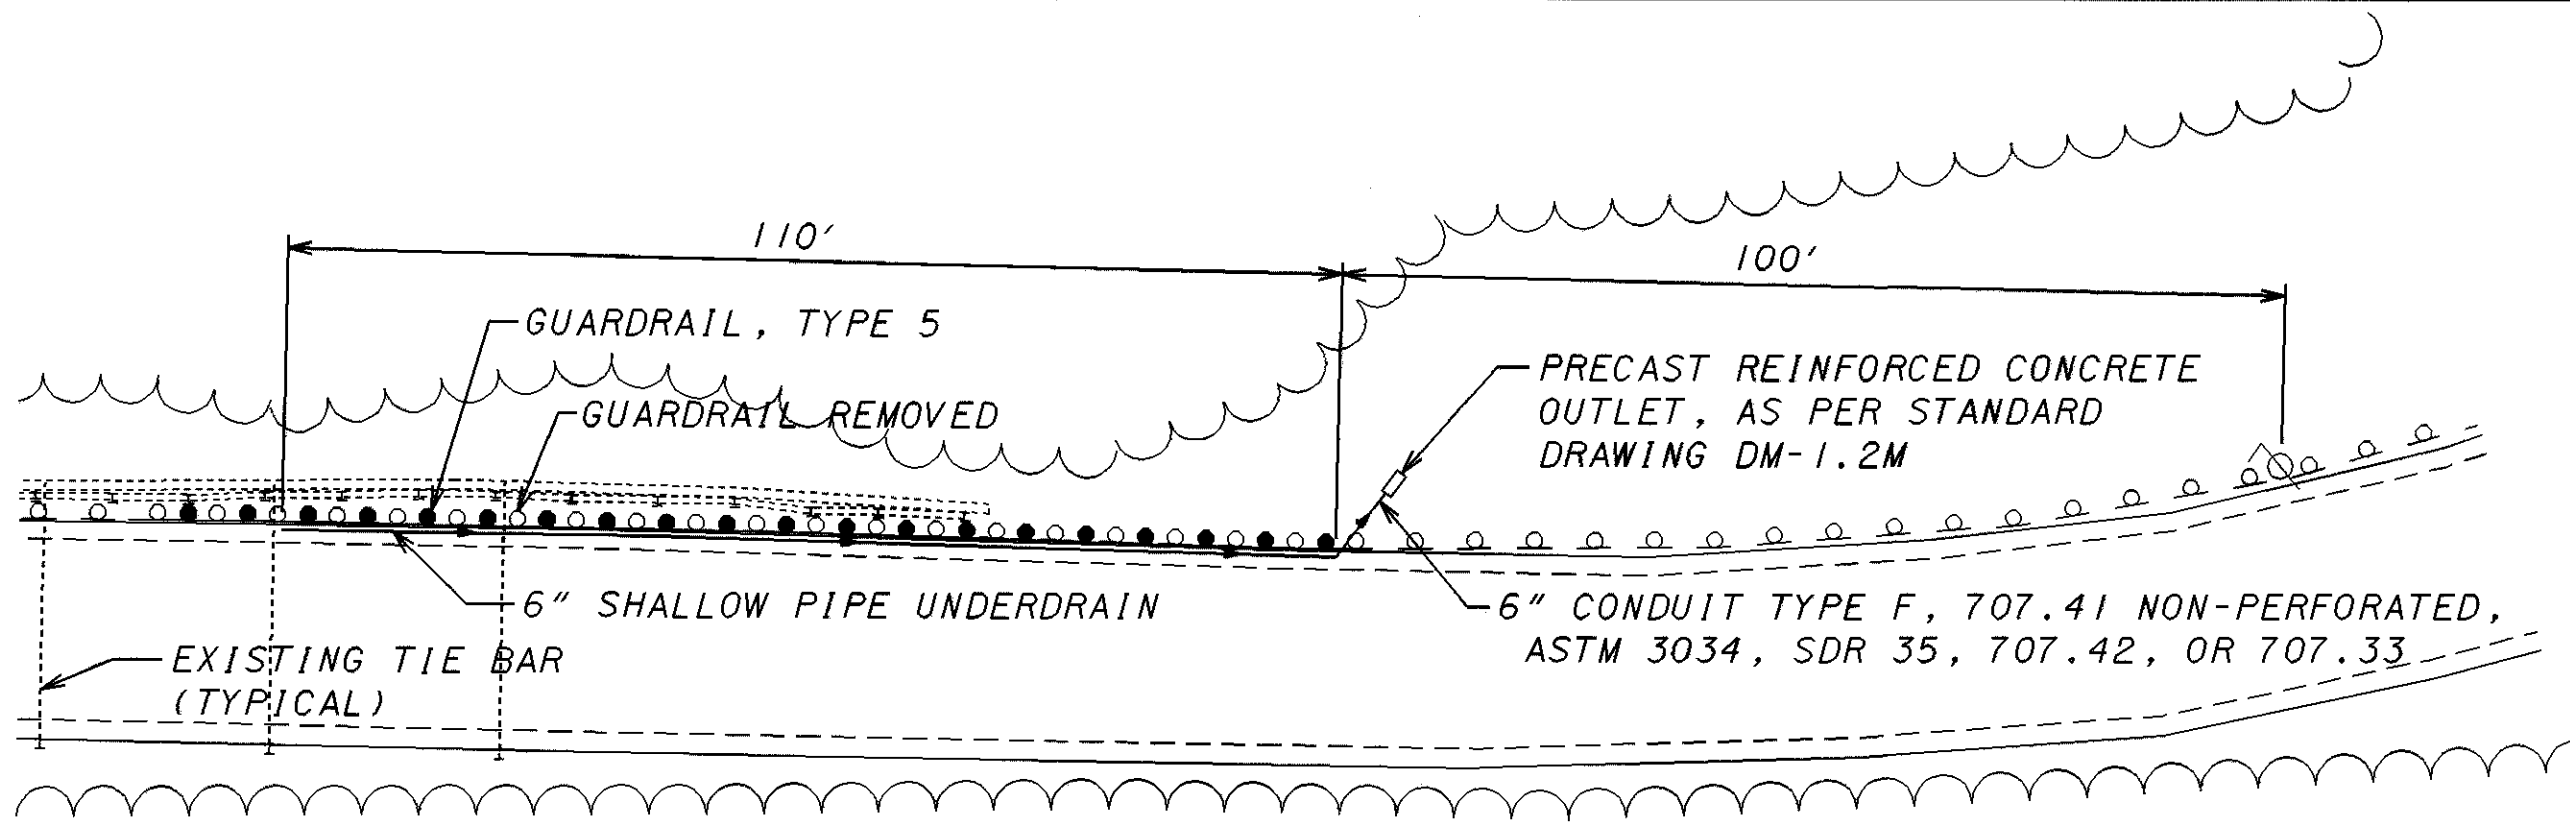 110′
100′
GUARDRAIL, TYPE 5
GUARDRAIL REMOVED
PRECAST REINFORCED CONCRETE
OUTLET, AS PER STANDARD
DRAWING DM-1.2M
6″ SHALLOW PIPE UNDERDRAIN
6″ CONDUIT TYPE F, 707.41 NON-PERFORATED,
ASTM 3034, SDR 35, 707.42, OR 707.33
EXISTING TIE BAR
(TYPICAL)